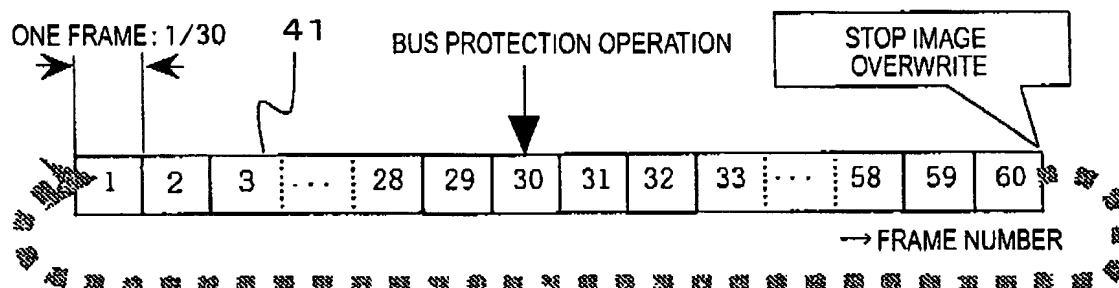 ONE FRAME: 1/30
41
BUS PROTECTION OPERATION
STOP IMAGE
OVERWRITE
1 2 3 ... 28 29 30 31 32 33 ... 58 59 60
→ FRAME NUMBER